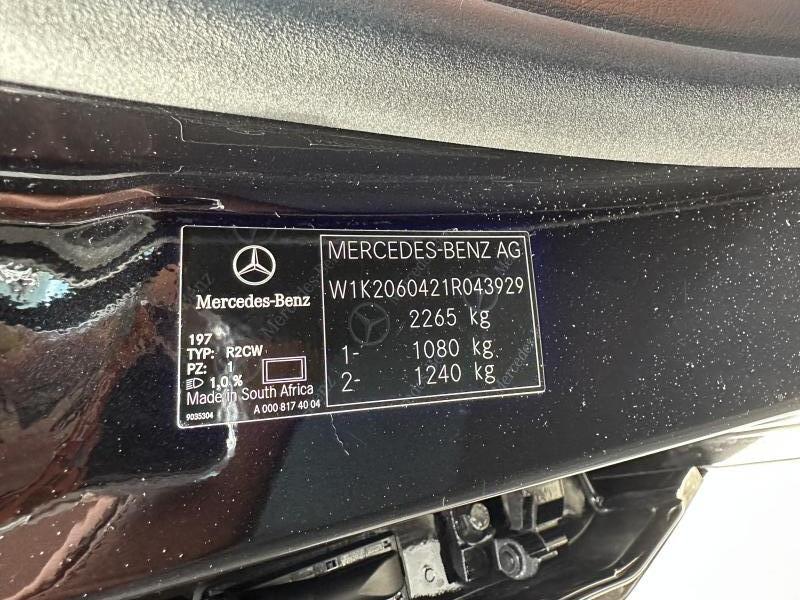 Mercedes-Benz
197
TYP: R2CW
PZ: 1
1,0 %
Made in South Africa
9035304
A 000 817 40 04
MERCEDES-BENZ AG
W1K2060421R043929
2265 kg
1- 1080 kg
2- 1240 kg
C